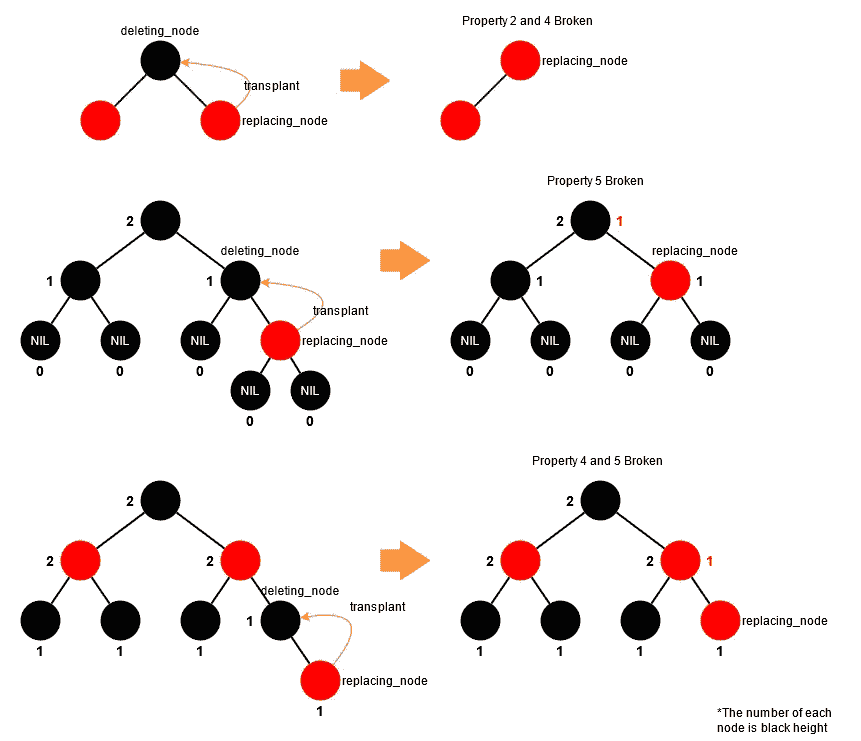 Property 2 and 4 Broken
deleting_node
replacing_node
transplant
replacing_node
Property 5 Broken
2
2
1
deleting_node
replacing_node
1
1
1
1
transplant
NIL
NIL
NIL
replacing_node
NIL
NIL
NIL
NIL
0
0
0
0
0
0
0
NIL
NIL
0
0
Property 4 and 5 Broken
2
2
2
2
2
2
1
deleting_node
transplant
1
replacing_node
1
1
1
1
1
1
1
replacing_node
1
*The number of each
node is black height